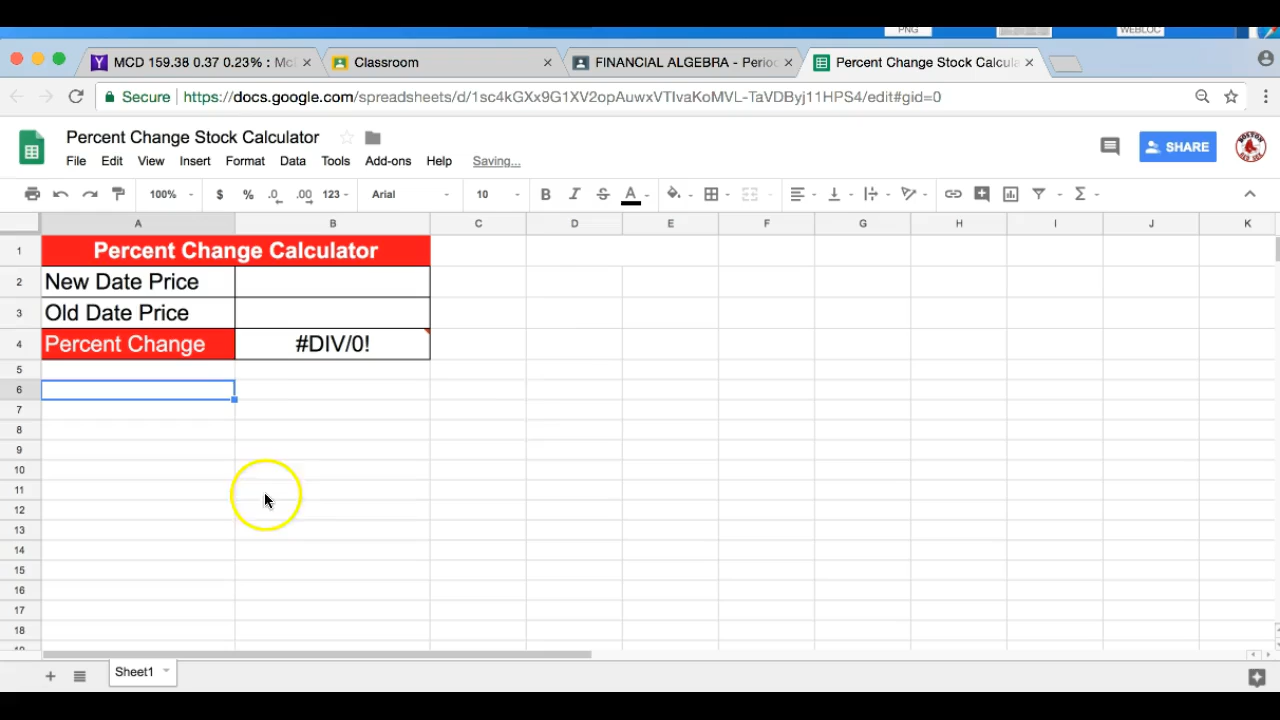 PNG
WEBLOC
MCD 159.38 0.37 0.23% : Mc
Classroom
FINANCIAL ALGEBRA - Perio
Percent Change Stock Calcula
Secure
https://docs.google.com/spreadsheets/d/1sc4kGXx9G1XV2opAuwxVTIvaKoMVL-TaVDByj11HPS4/edit#gid=0
Percent Change Stock Calculator
SHARE
File Edit View Insert Format Data Tools Add-ons Help Saving...
100% $ % .0 .00 123 Arial 10 B I S A Σ
A B C D E F G H I J K
1 Percent Change Calculator
2 New Date Price
3 Old Date Price
4 Percent Change #DIV/0!
5
6
7
8
9
10
11
12
13
14
15
16
17
18
Sheet1